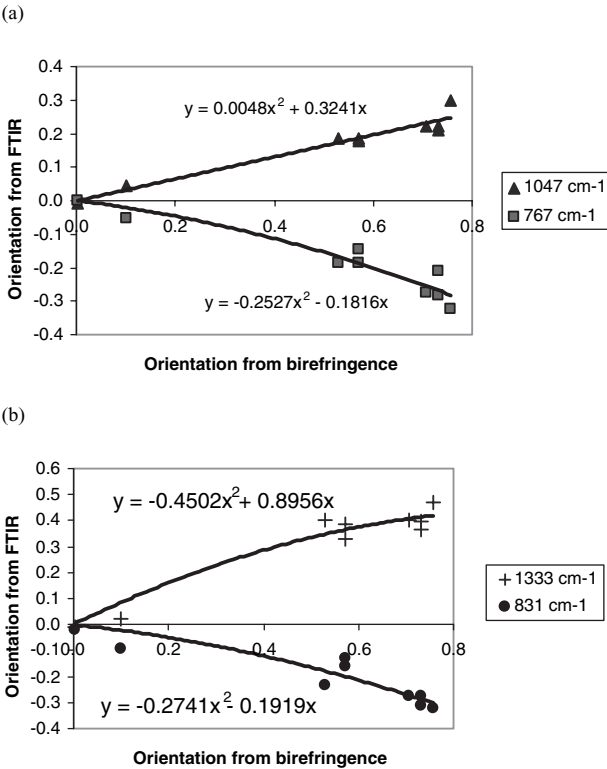 (a)
Orientation from FTIR
0.4
0.3
0.2
0.1
0.0
-0.1
-0.2
-0.3
-0.4
y = 0.0048x² + 0.3241x
0.0 0.2 0.4 0.6 0.8
y = -0.2527x² - 0.1816x
1047 cm-1
767 cm-1
Orientation from birefringence
(b)
Orientation from FTIR
0.6
0.5
0.4
0.3
0.2
0.1
0.0
-0.10.0
-0.2
-0.3
-0.4
y = -0.4502x²+ 0.8956x
0.2 0.4 0.6 0.8
y = -0.2741x²- 0.1919x
1333 cm-1
831 cm-1
Orientation from birefringence